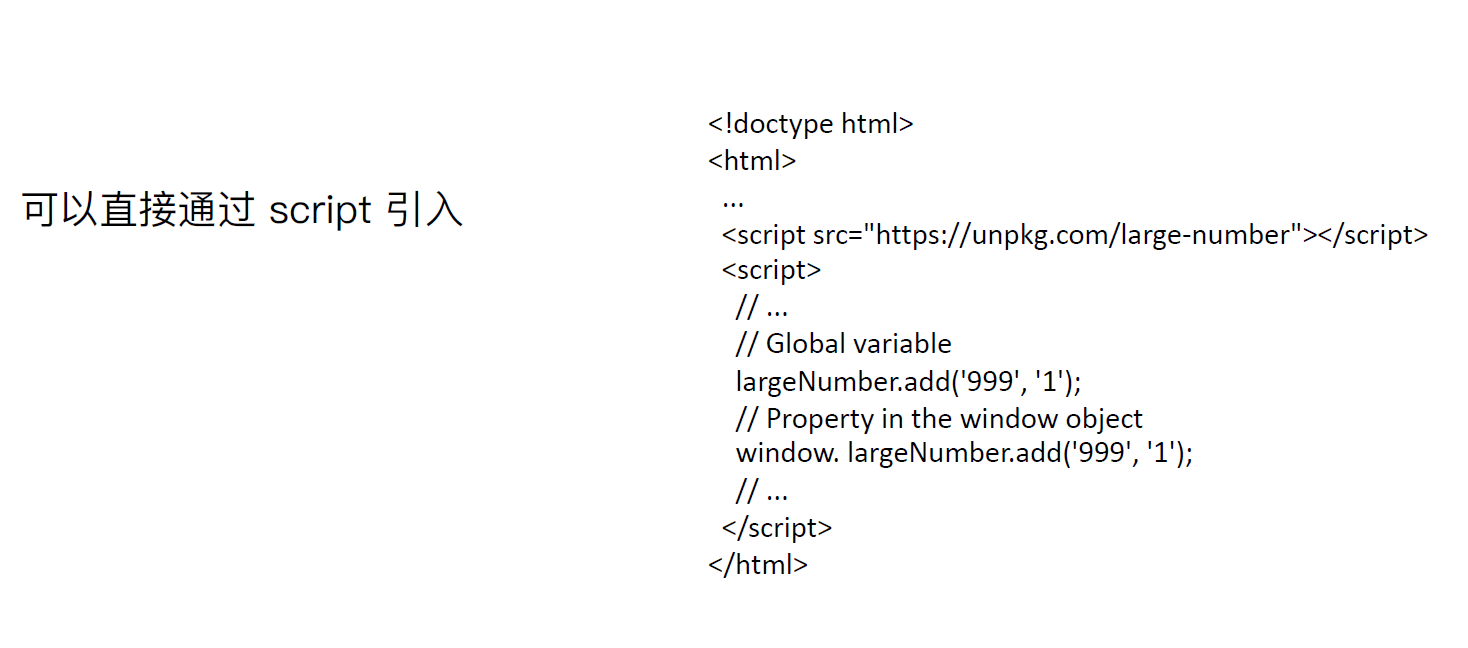 可以直接通过 script 引入
<!doctype html>
<html>
...
<script src="https://unpkg.com/large-number"></script>
<script>
// ...
// Global variable
largeNumber.add('999', '1');
// Property in the window object
window. largeNumber.add('999', '1');
// ...
</script>
</html>